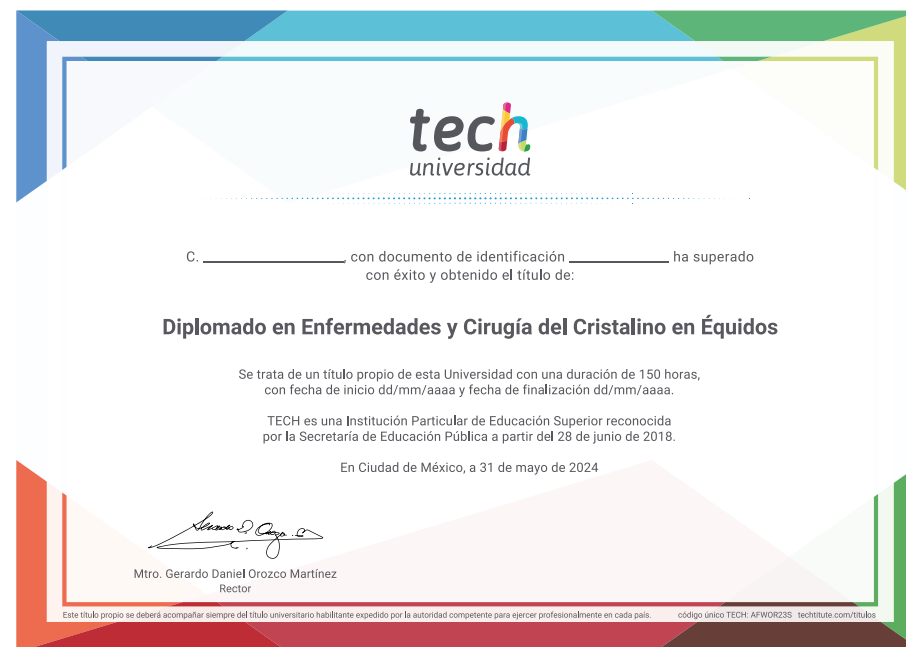 tech
universidad
C. ____________, con documento de identificación ____________ ha superado
con éxito y obtenido el título de:
Diplomado en Enfermedades y Cirugía del Cristalino en Équidos
Se trata de un título propio de esta Universidad con una duración de 150 horas,
con fecha de inicio dd/mm/aaaa y fecha de finalización dd/mm/aaaa.
TECH es una Institución Particular de Educación Superior reconocida
por la Secretaría de Educación Pública a partir del 28 de junio de 2018.
En Ciudad de México, a 31 de mayo de 2024
Mtro. Gerardo Daniel Orozco Martínez
Rector
Este título propio se deberá acompañar siempre del título universitario habilitante expedido por la autoridad competente para ejercer profesionalmente en cada país. código único TECH: AFWOR23S techtitute.com/titulos